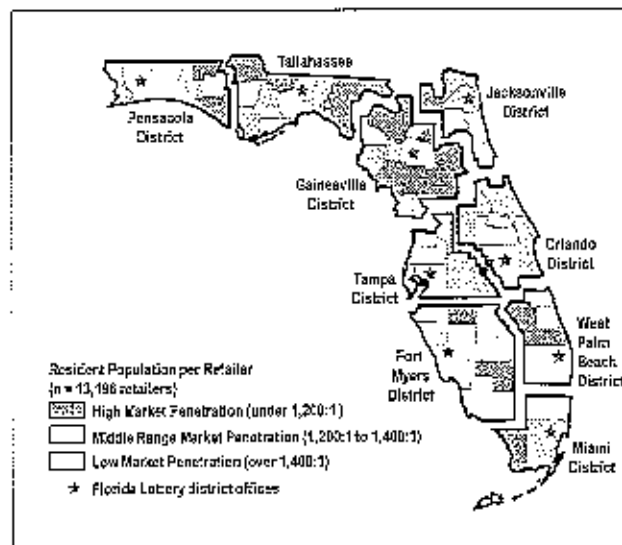 Tallahassee
Jacksonville
District
Pensacola
District
Gainesville
District
Orlando
District
Tampa
District
West
Palm
Beach
District
Fort
Myers
District
Miami
District
Resident Population per Retailer
(n = 13,196 retailers)
High Market Penetration (under 1,200:1)
Middle Range Market Penetration (1,200:1 to 1,400:1)
Low Market Penetration (over 1,400:1)
Florida Lottery district offices